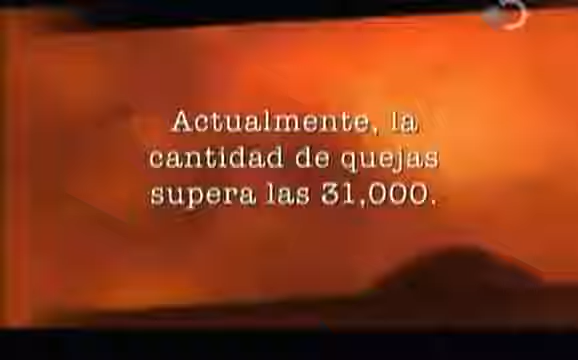 Actualmente, la
cantidad de quejas
supera las 31,000.